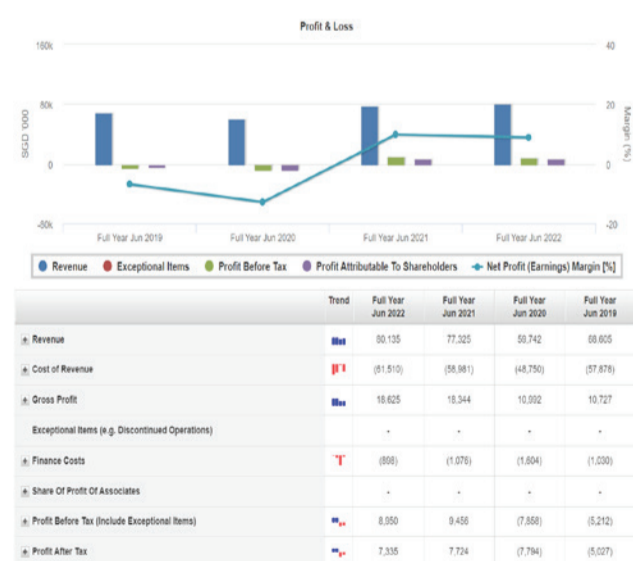 Profit & Loss
160k 40
80k 20
0 0
-80k -20
SGD '000
Margin (%)
Full Year Jun 2019 Full Year Jun 2020 Full Year Jun 2021 Full Year Jun 2022
Revenue Exceptional Items Profit Before Tax Profit Attributable To Shareholders Net Profit (Earnings) Margin [%]
Trend Full Year Jun 2022 Full Year Jun 2021 Full Year Jun 2020 Full Year Jun 2019
Revenue 80,135 77,325 59,742 68,605
Cost of Revenue (61,510) (58,981) (48,750) (57,878)
Gross Profit 18,625 18,344 10,992 10,727
Exceptional Items (e.g. Discontinued Operations) - - - -
Finance Costs (898) (1,076) (1,604) (1,030)
Share Of Profit Of Associates - - - -
Profit Before Tax (Include Exceptional Items) 8,950 9,456 (7,858) (5,212)
Profit After Tax 7,335 7,724 (7,794) (5,027)